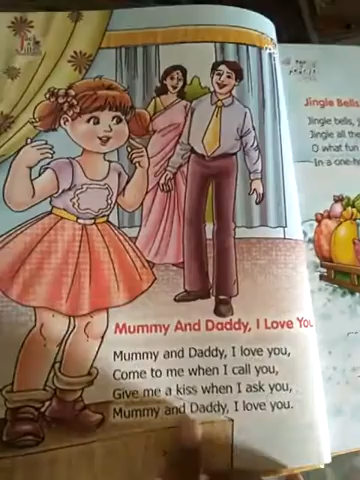 Mummy And Daddy, I Love You
Mummy and Daddy, I love you,
Come to me when I call you,
Give me a kiss when I ask you,
Mummy and Daddy, I love you.
Jingle Bells
Jingle bells,
Jingle all the
O what fun
In a one-